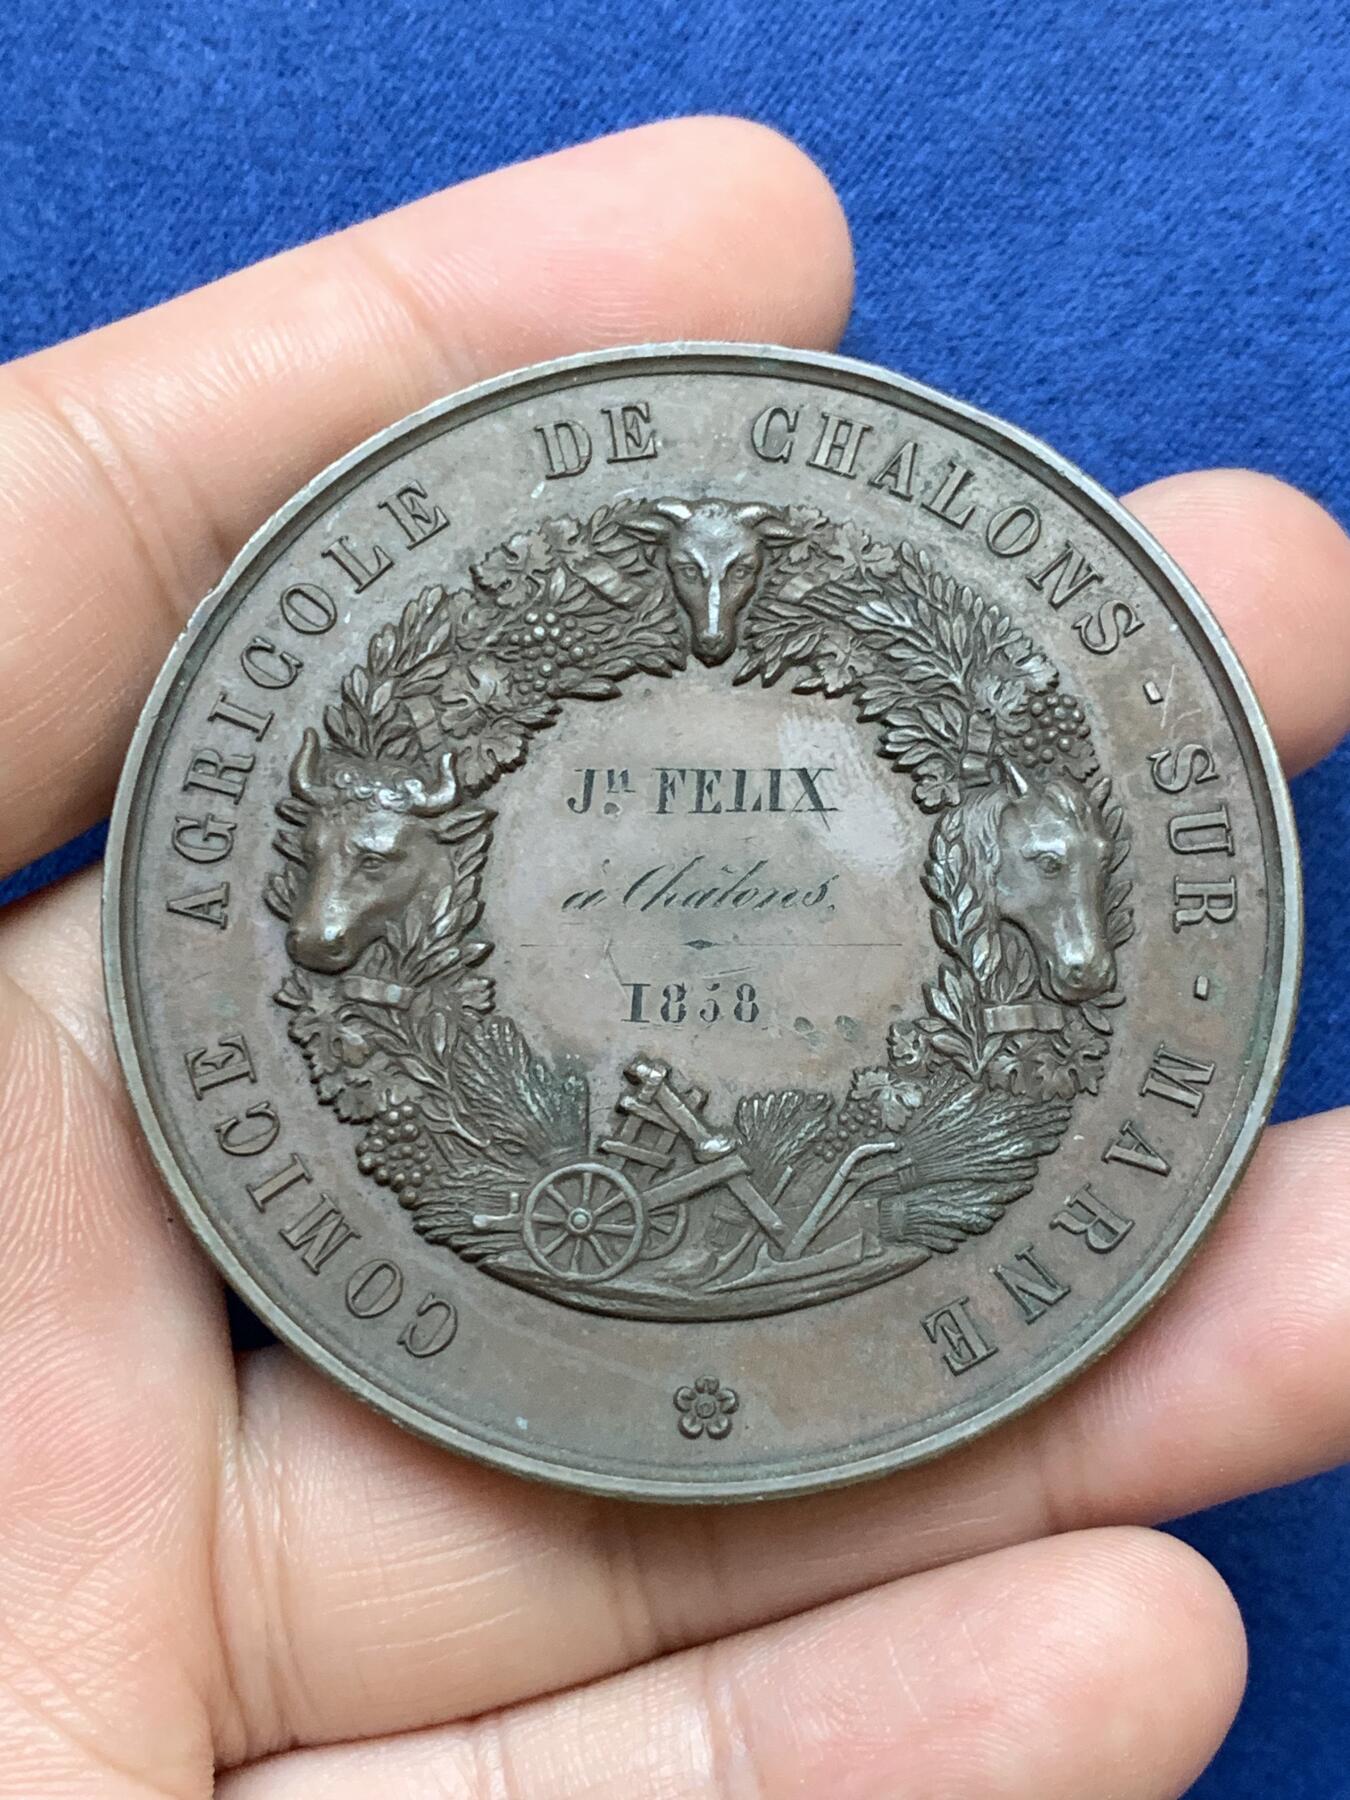 COMICE AGRICOLE DE CHALONS - SUR - MARNE
Jn. FELIX
à Châlons,
1858